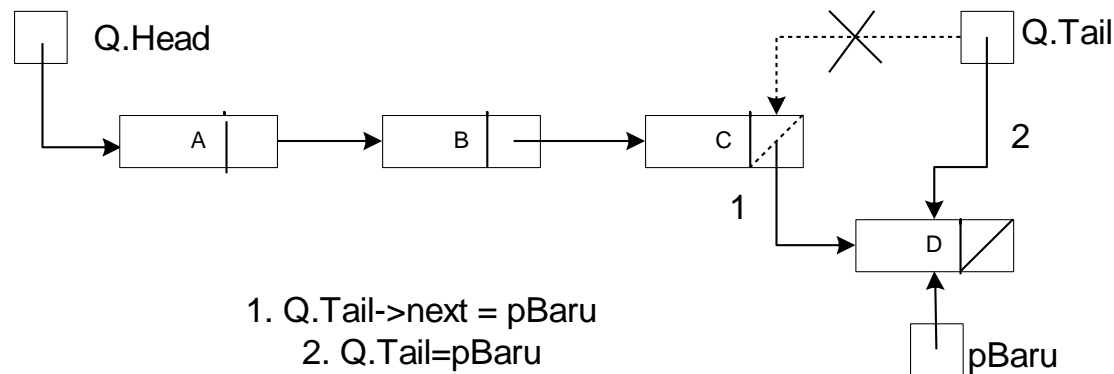 Q.Head
Q.Tail
A
B
C
2
1
D
1. Q.Tail->next = pBaru
2. Q.Tail=pBaru
pBaru